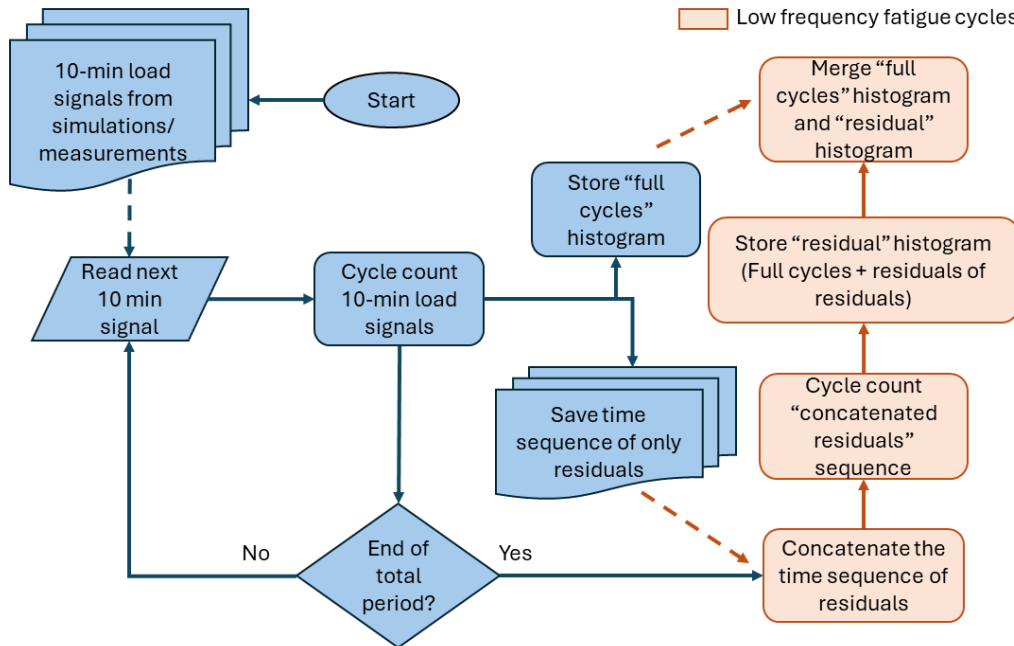 Low frequency fatigue cycles
10-min load
signals from
simulations/
measurements
Start
Merge “full
cycles” histogram
and “residual”
histogram
Store “full
cycles”
histogram
Store “residual” histogram
(Full cycles + residuals of
residuals)
Read next
10 min
signal
Cycle count
10-min load
signals
Save time
sequence of only
residuals
Cycle count
“concatenated
residuals”
sequence
No
End of
total
period?
Yes
Concatenate the
time sequence of
residuals